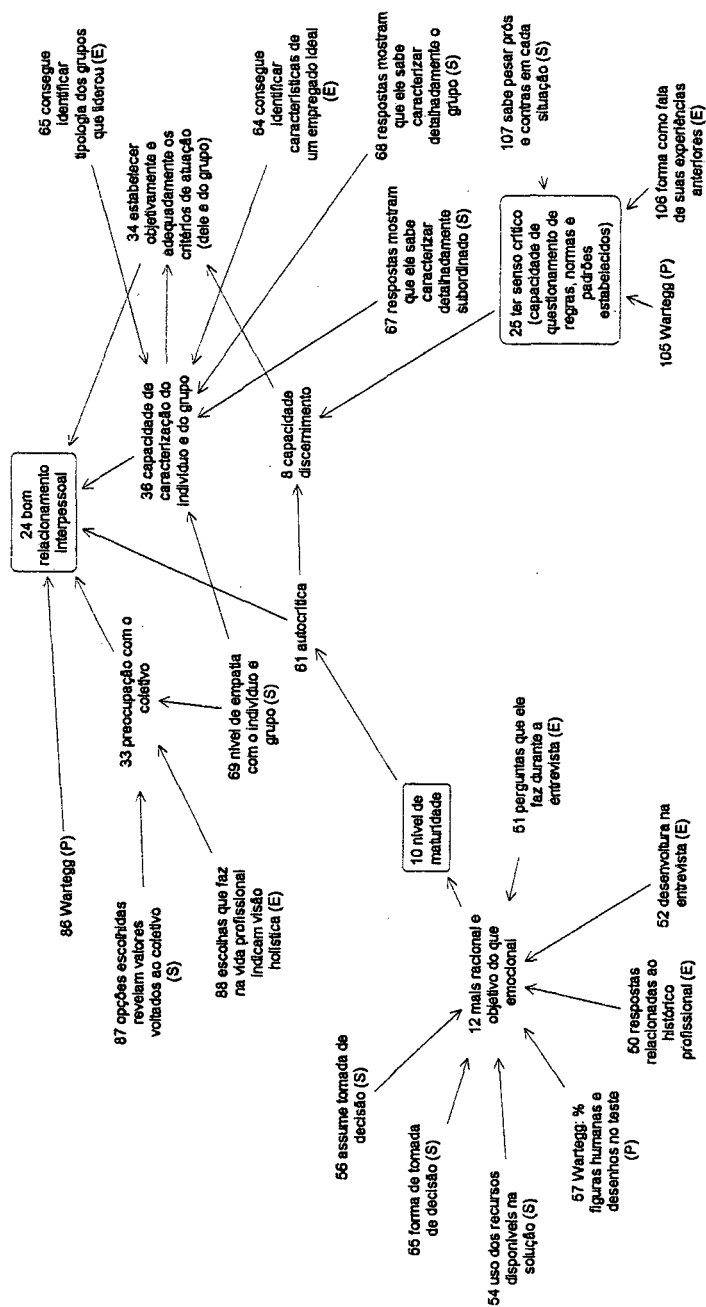 65 consegue
identificar
tipologia dos grupos
que liderou (E)
34 estabelecer
objetivamente e
adequadamente os
critérios de atuação
(dele e do grupo)
64 consegue
identificar
características de
um empregado ideal
(E)
68 respostas mostram
que ele sabe
caracterizar
detalhadamente o
grupo (S)
107 sabe pesar prós
e contras em cada
situação (S)
24 bom
relacionamento
interpessoal
36 capacidade de
caracterização do
indivíduo e do grupo
67 respostas mostram
que ele sabe
caracterizar
detalhadamente
subordinado (S)
25 ter senso crítico
(capacidade de
questionamento de
regras, normas e
padrões
estabelecidos)
106 forma como fala
de suas experiências
anteriores (E)
105 Wartegg (P)
8 capacidade
discernimento
61 autocrítica
33 preocupação com o
coletivo
69 nível de empatia
com o indivíduo e
grupo (S)
86 Wartegg (P)
87 opções escolhidas
revelam valores
voltados ao coletivo
(S)
88 escolhas que faz
na vida profissional
indicam visão
holística (E)
10 nível de
maturidade
51 perguntas que ele
faz durante a
entrevista (E)
12 mais racional e
objetivo do que
emocional
52 desenvoltura na
entrevista (E)
56 assume tomada de
decisão (S)
55 forma de tomada
de decisão (S)
54 uso dos recursos
disponíveis na
solução (S)
57 Wartegg: %
figuras humanas e
desenhos no teste
(P)
50 respostas
relacionadas ao
histórico
profissional (E)